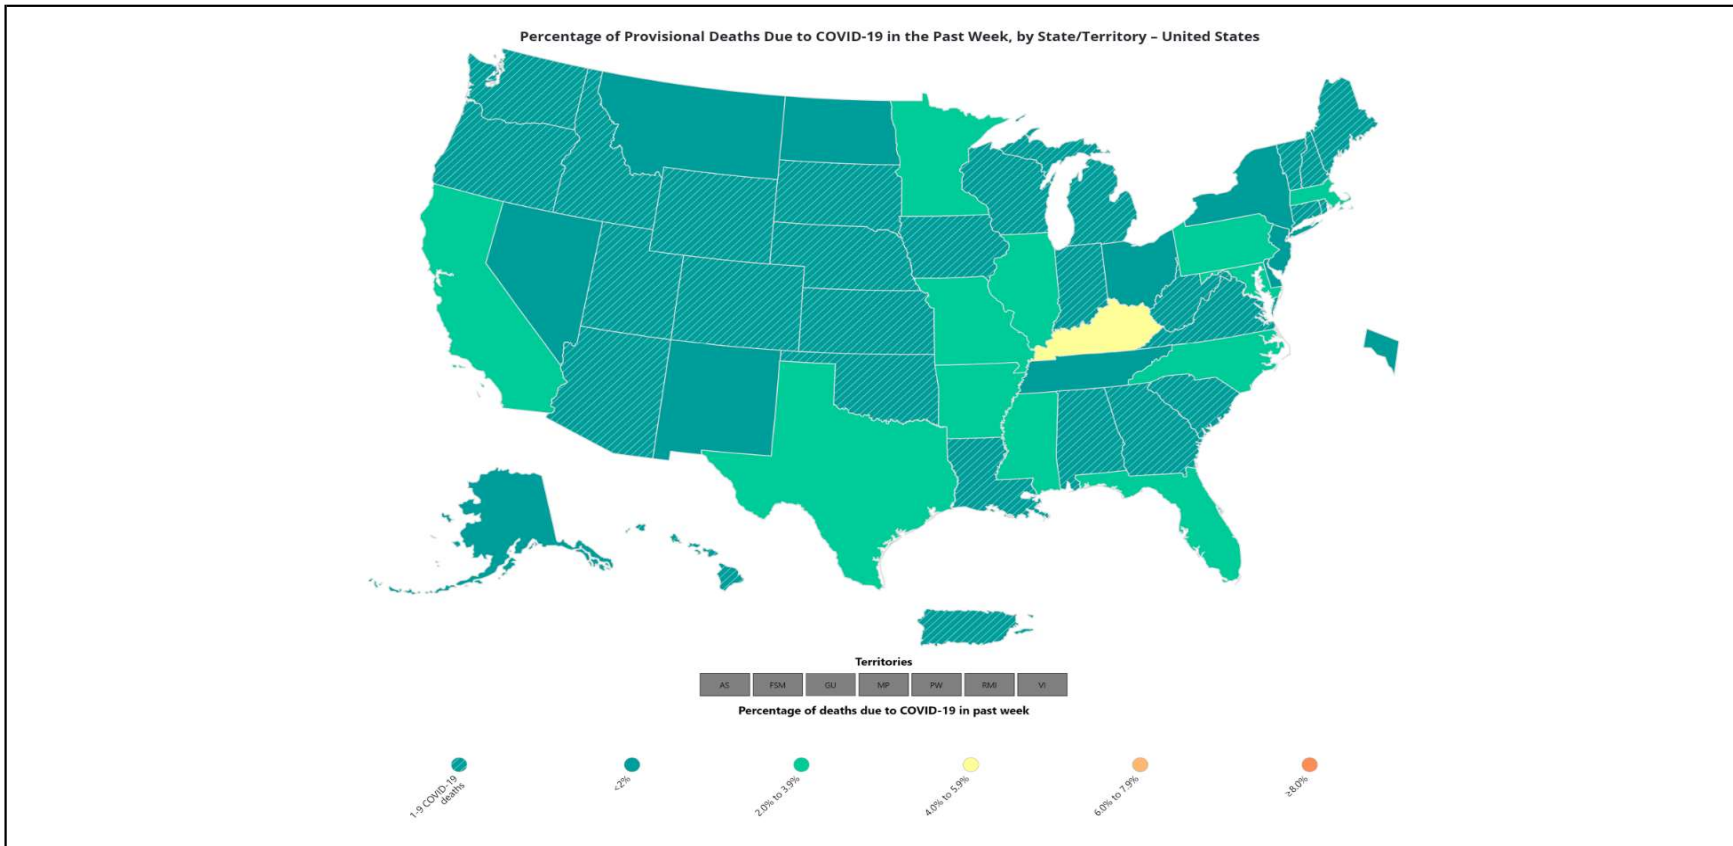 Percentage of Provisional Deaths Due to COVID-19 in the Past Week, by State/Territory – United States
Territories
AS
FSM
GU
MP
PW
RMI
VI
Percentage of deaths due to COVID-19 in past week
1-9 COVID-19
deaths
<2%
2.0% to 3.9%
4.0% to 5.9%
6.0% to 7.9%
≥8.0%